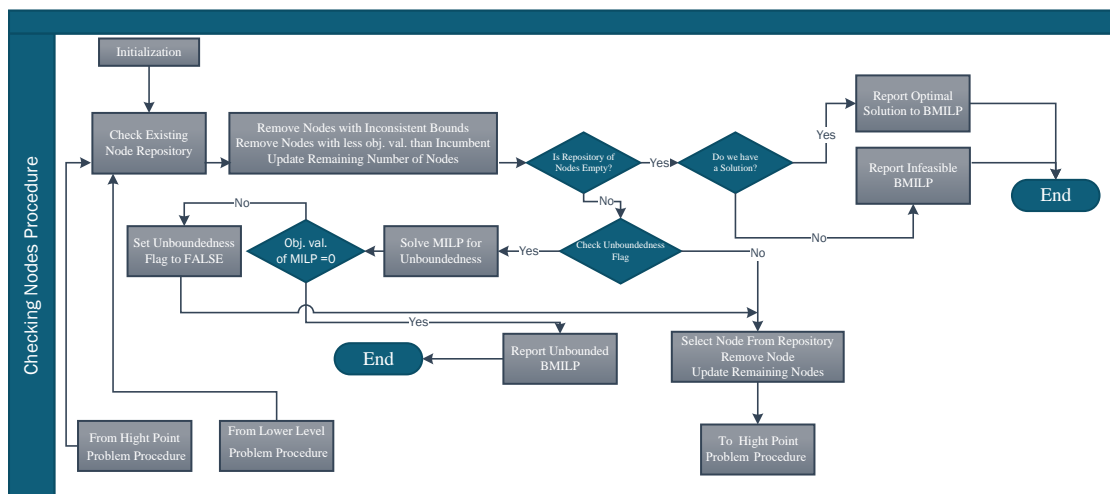 Checking Nodes Procedure
Initialization
Check Existing
Node Repository
Remove Nodes with Inconsistent Bounds
Remove Nodes with less obj. val. than Incumbent
Update Remaining Number of Nodes
Is Repository of
Nodes Empty?
Yes
Do we have
a Solution?
Yes
Report Optimal
Solution to BMILP
Report Infeasible
BMILP
End
No
No
Check Unboundedness
Flag
Yes
Solve MILP for
Unboundedness
Obj. val.
of MILP =0
No
Set Unboundedness
Flag to FALSE
No
Yes
Report Unbounded
BMILP
End
Select Node From Repository
Remove Node
Update Remaining Nodes
To Hight Point
Problem Procedure
From Hight Point
Problem Procedure
From Lower Level
Problem Procedure